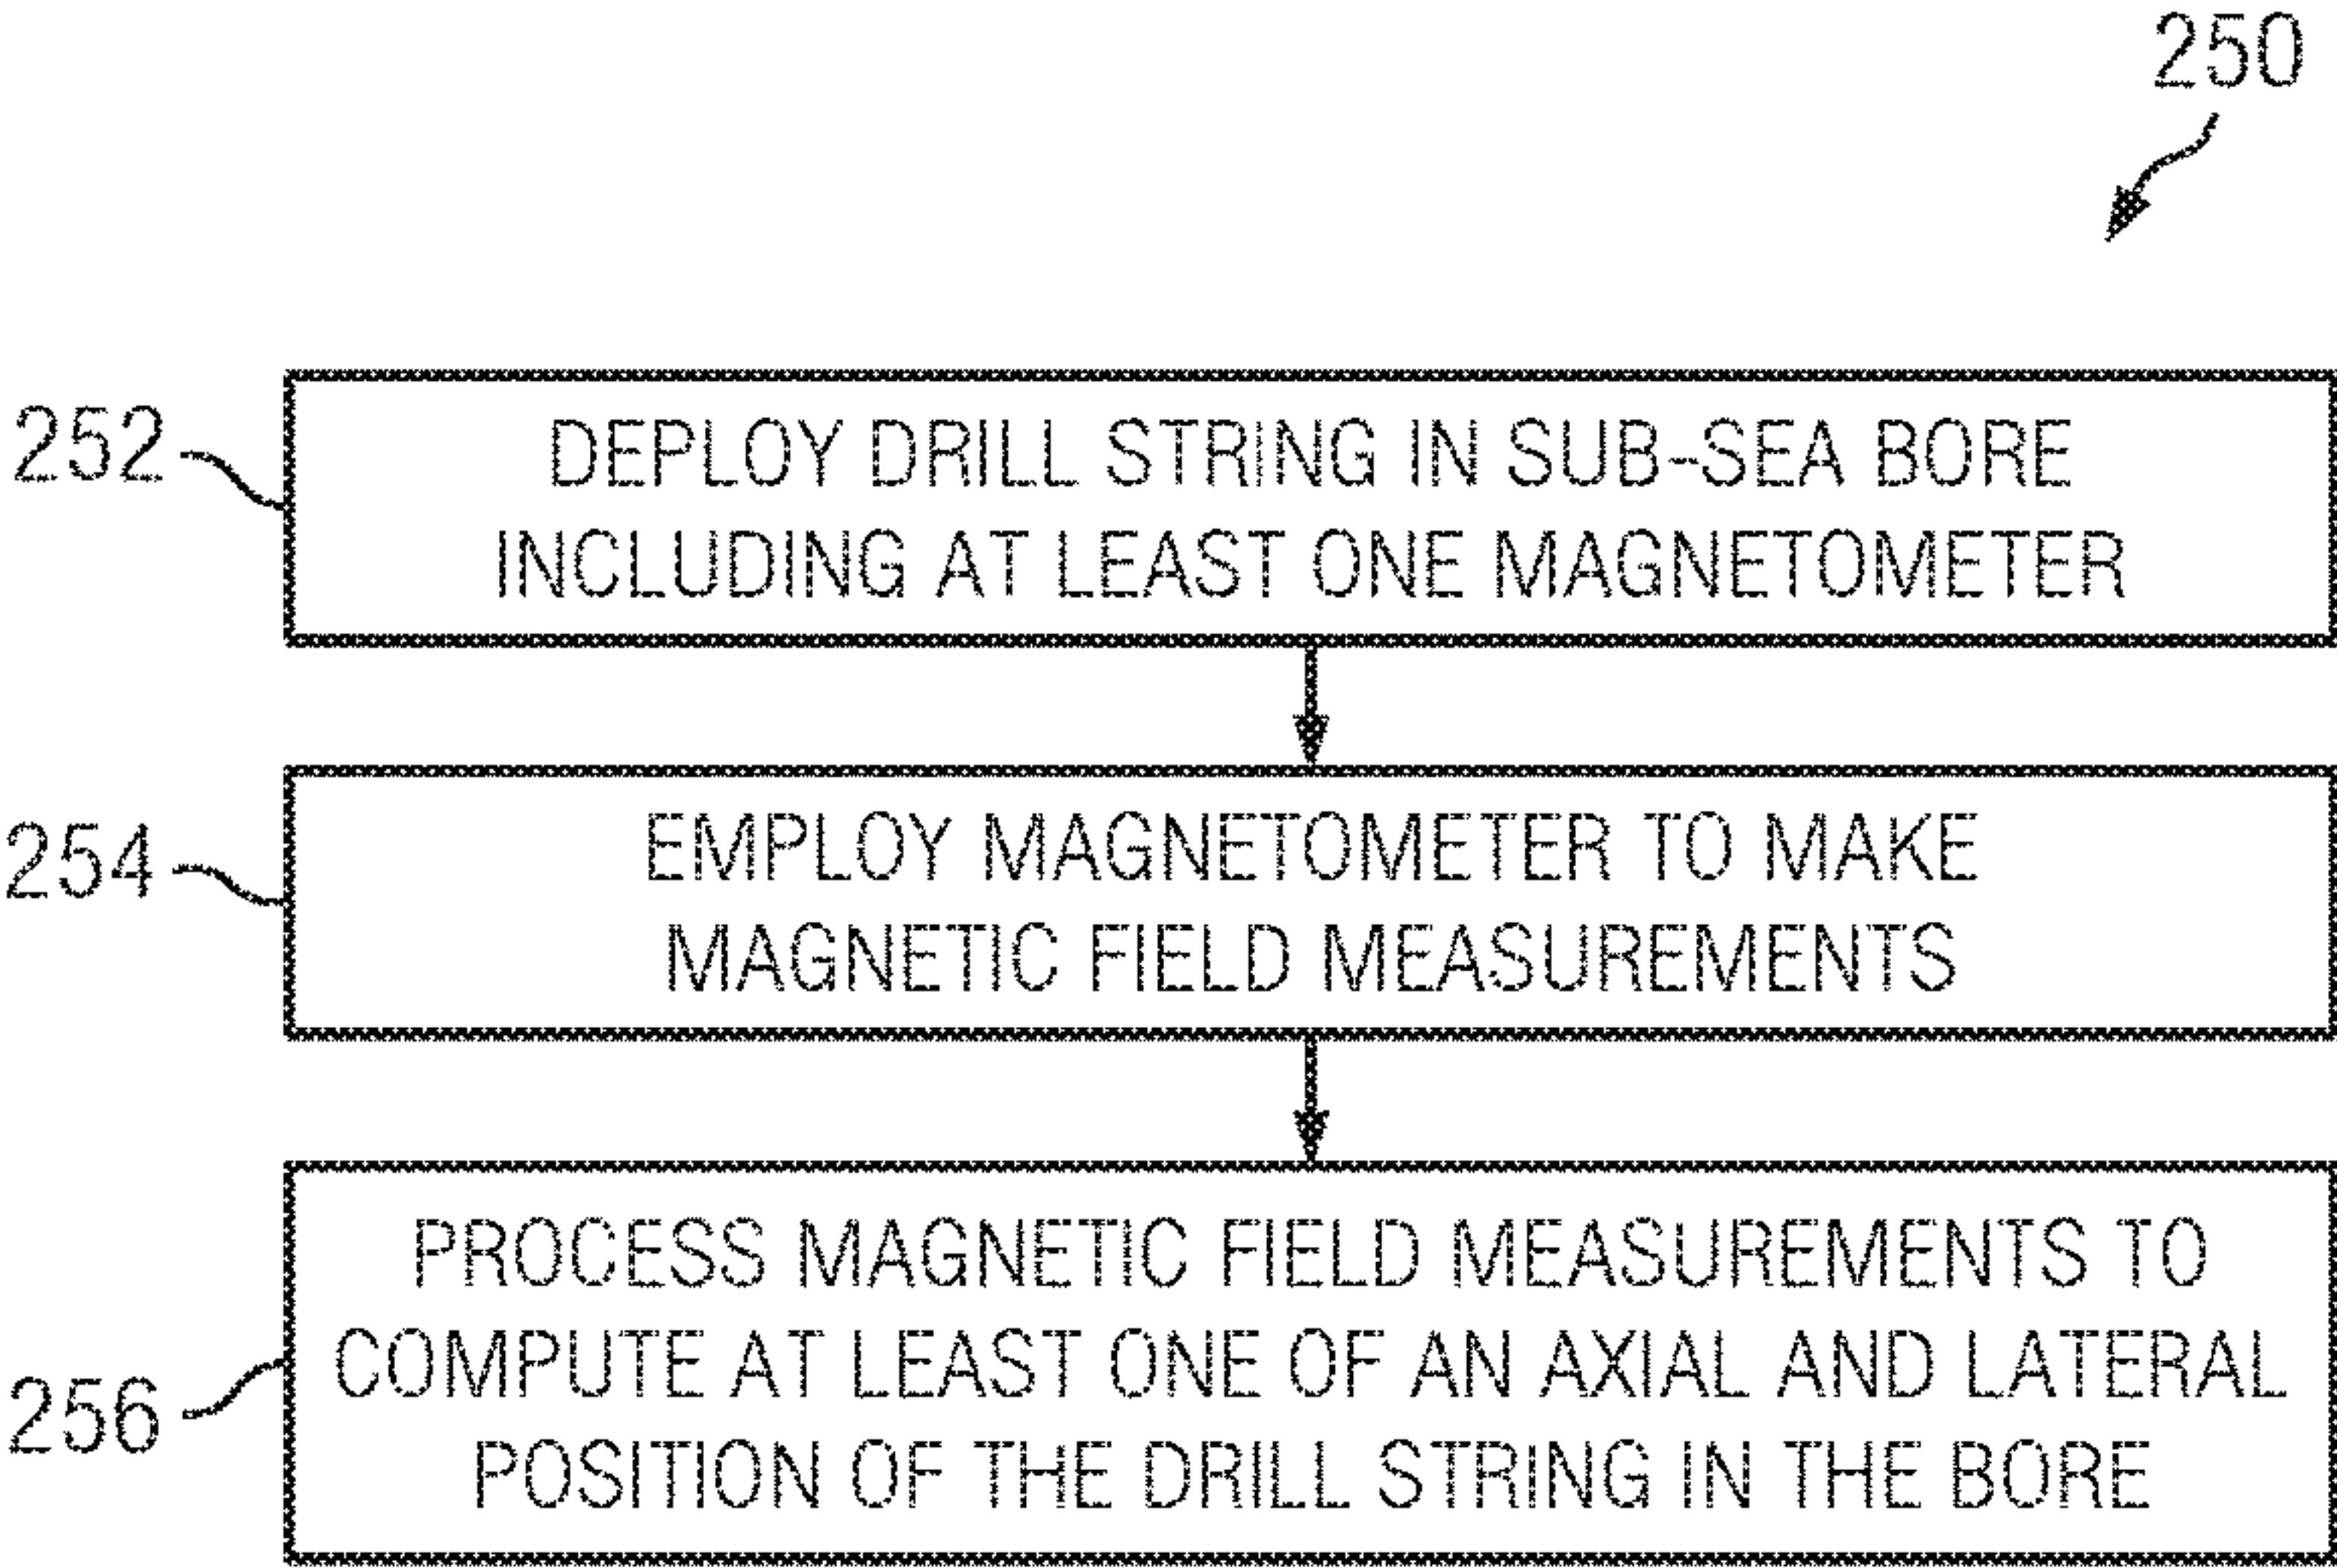 250
252
DEPLOY DRILL STRING IN SUB-SEA BORE
INCLUDING AT LEAST ONE MAGNETOMETER
254
EMPLOY MAGNETOMETER TO MAKE
MAGNETIC FIELD MEASUREMENTS
256
PROCESS MAGNETIC FIELD MEASUREMENTS TO
COMPUTE AT LEAST ONE OF AN AXIAL AND LATERAL
POSITION OF THE DRILL STRING IN THE BORE